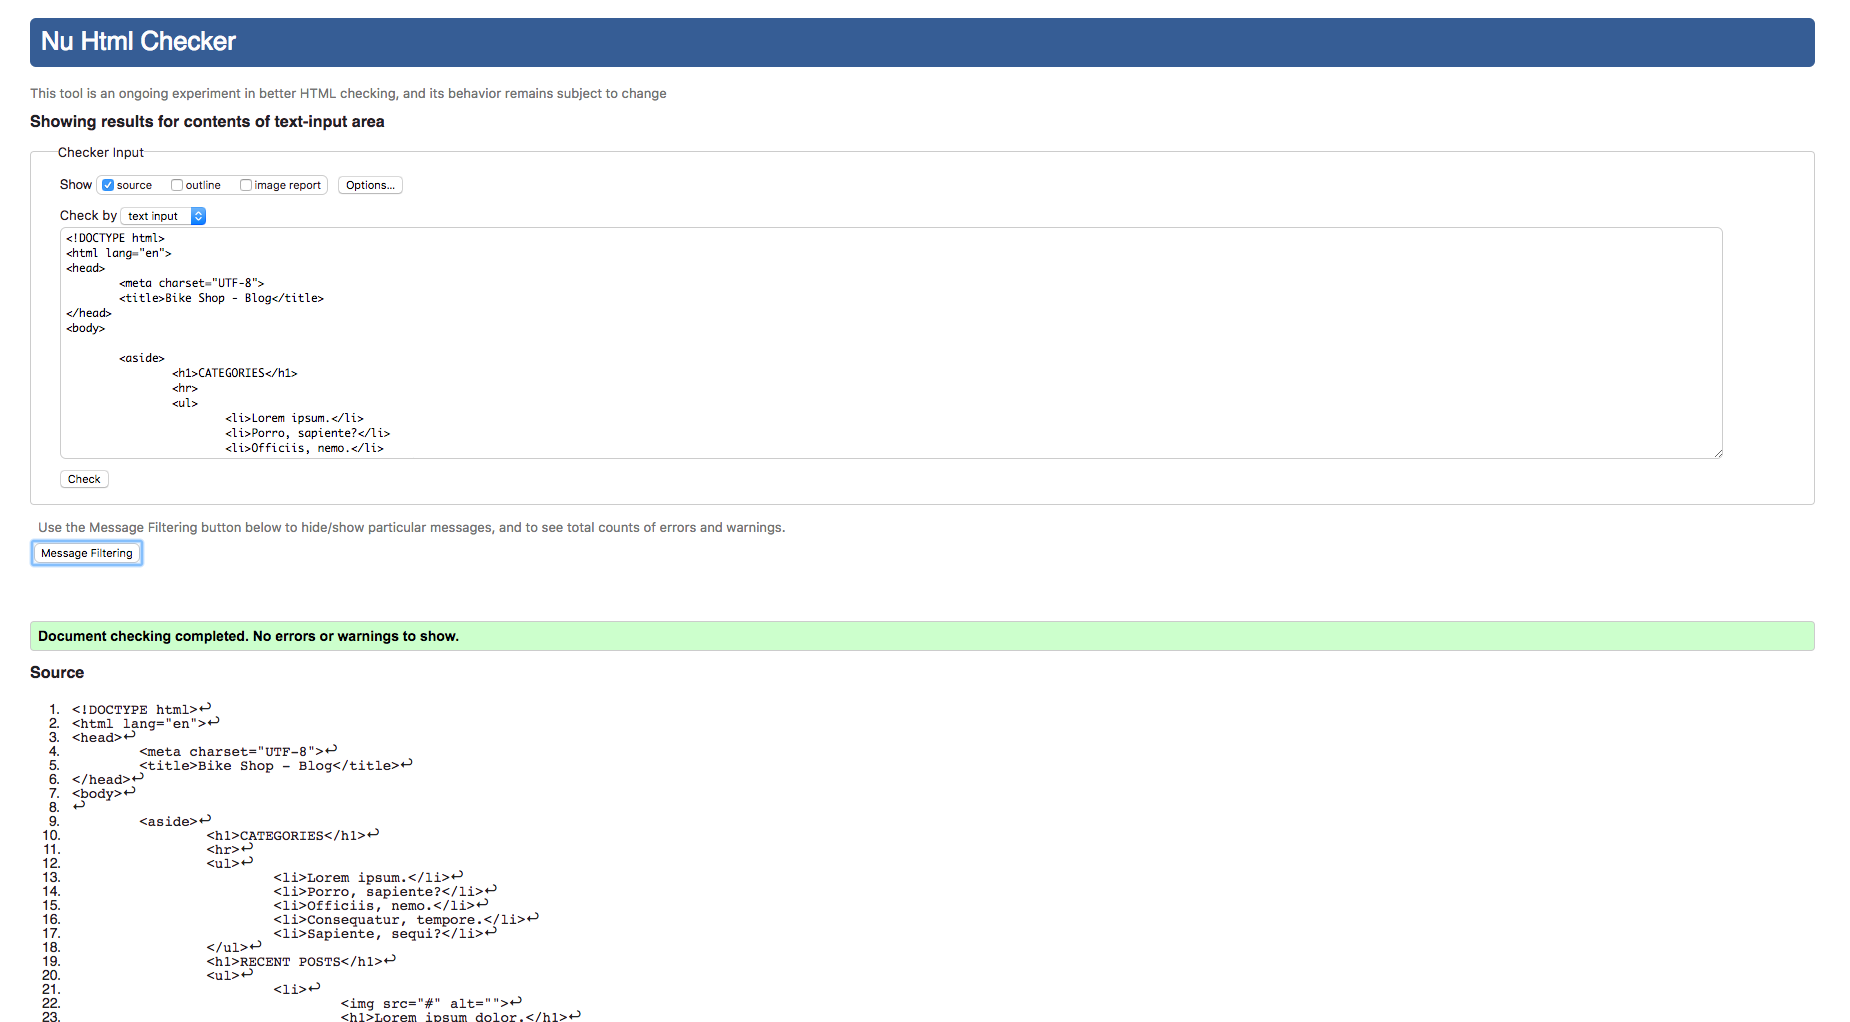 Nu Html Checker
This tool is an ongoing experiment in better HTML checking, and its behavior remains subject to change
Showing results for contents of text-input area
Checker Input
Show source outline image report Options...
Check by text input
<!DOCTYPE html>
<html lang="en">
<head>
<meta charset="UTF-8">
<title>Bike Shop - Blog</title>
</head>
<body>
<aside>
<h1>CATEGORIES</h1>
<hr>
<ul>
<li>Lorem ipsum.</li>
<li>Porro, sapiente?</li>
<li>Officiis, nemo.</li>
Check
Use the Message Filtering button below to hide/show particular messages, and to see total counts of errors and warnings.
Message Filtering
Document checking completed. No errors or warnings to show.
Source
1. <!DOCTYPE html>↩
2. <html lang="en">↩
3. <head>↩
4. <meta charset="UTF-8">↩
5. <title>Bike Shop - Blog</title>↩
6. </head>↩
7. <body>↩
8. ↩
9. <aside>↩
10. <h1>CATEGORIES</h1>↩
11. <hr>↩
12. <ul>↩
13. <li>Lorem ipsum.</li>↩
14. <li>Porro, sapiente?</li>↩
15. <li>Officiis, nemo.</li>↩
16. <li>Consequatur, tempore.</li>↩
17. <li>Sapiente, sequi?</li>↩
18. </ul>↩
19. <h1>RECENT POSTS</h1>↩
20. <ul>↩
21. <li>↩
22. <img src="#" alt="">↩
23. <h1>Lorem ipsum dolor.</h1>↩